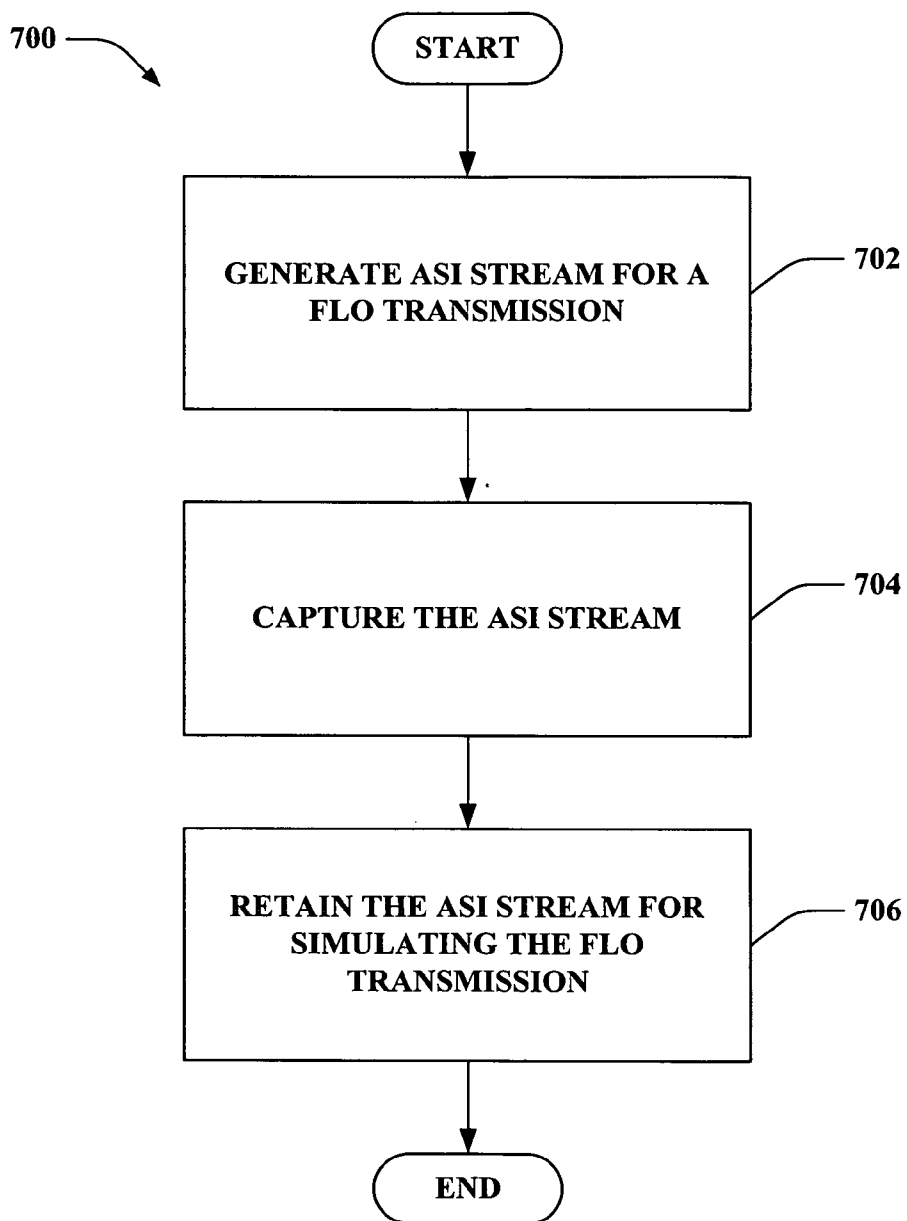 700
START
GENERATE ASI STREAM FOR A
FLO TRANSMISSION
702
CAPTURE THE ASI STREAM
704
RETAIN THE ASI STREAM FOR
SIMULATING THE FLO
TRANSMISSION
706
END